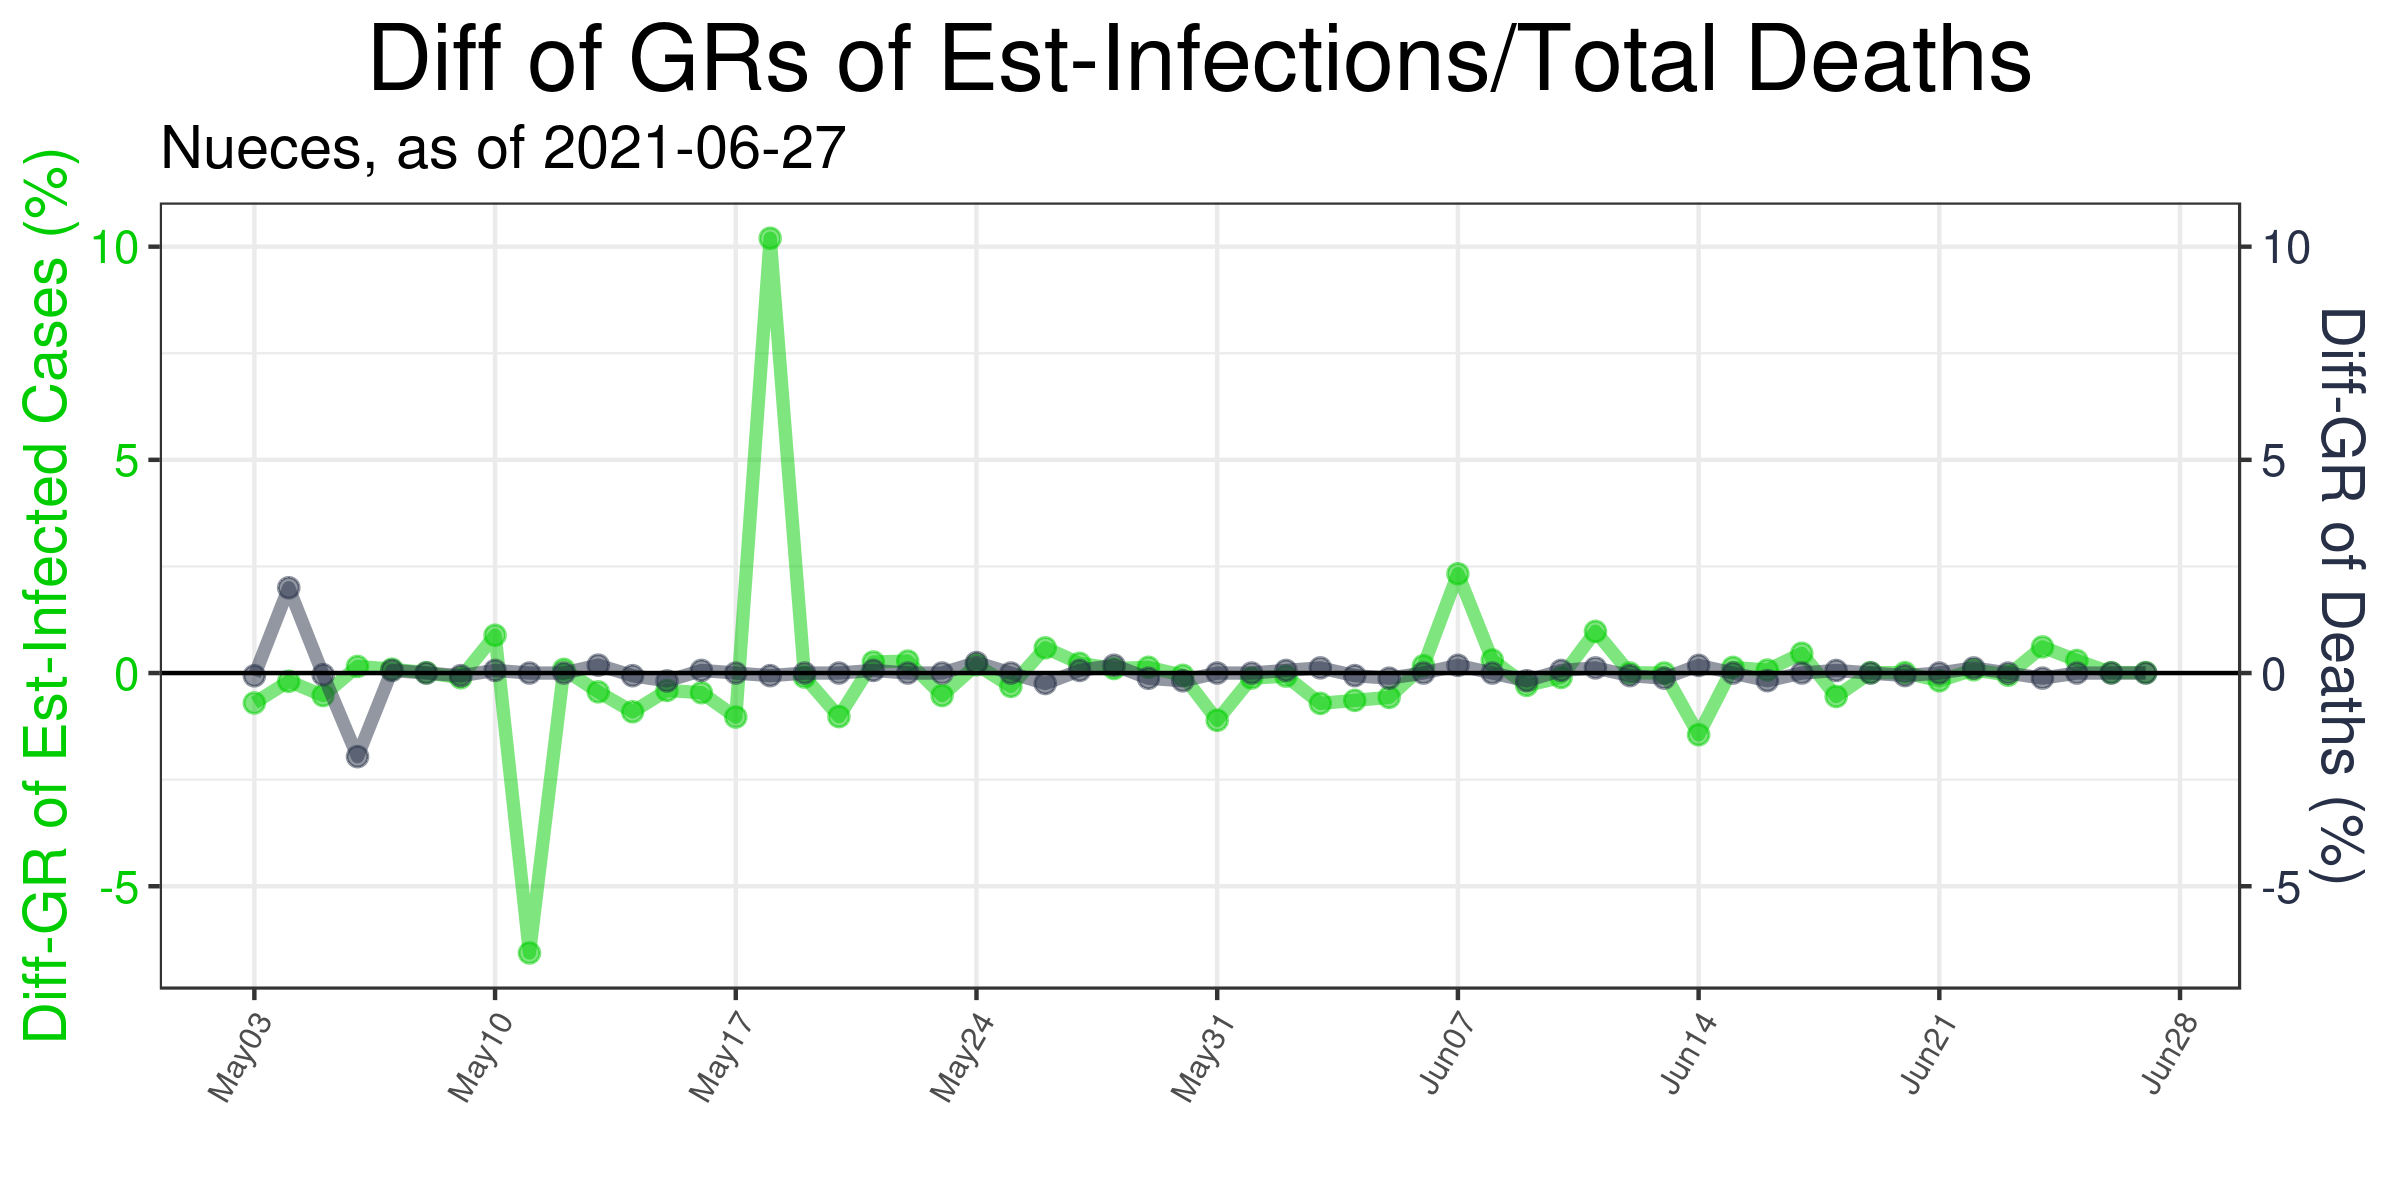 Diff of GRs of Est-Infections/Total Deaths
Nueces, as of 2021-06-27
Diff-GR of Est-Infected Cases (%)
10
5
0
-5
10
5
0
-5
Diff-GR of Deaths (%)
May03
May10
May17
May24
May31
Jun07
Jun14
Jun21
Jun28